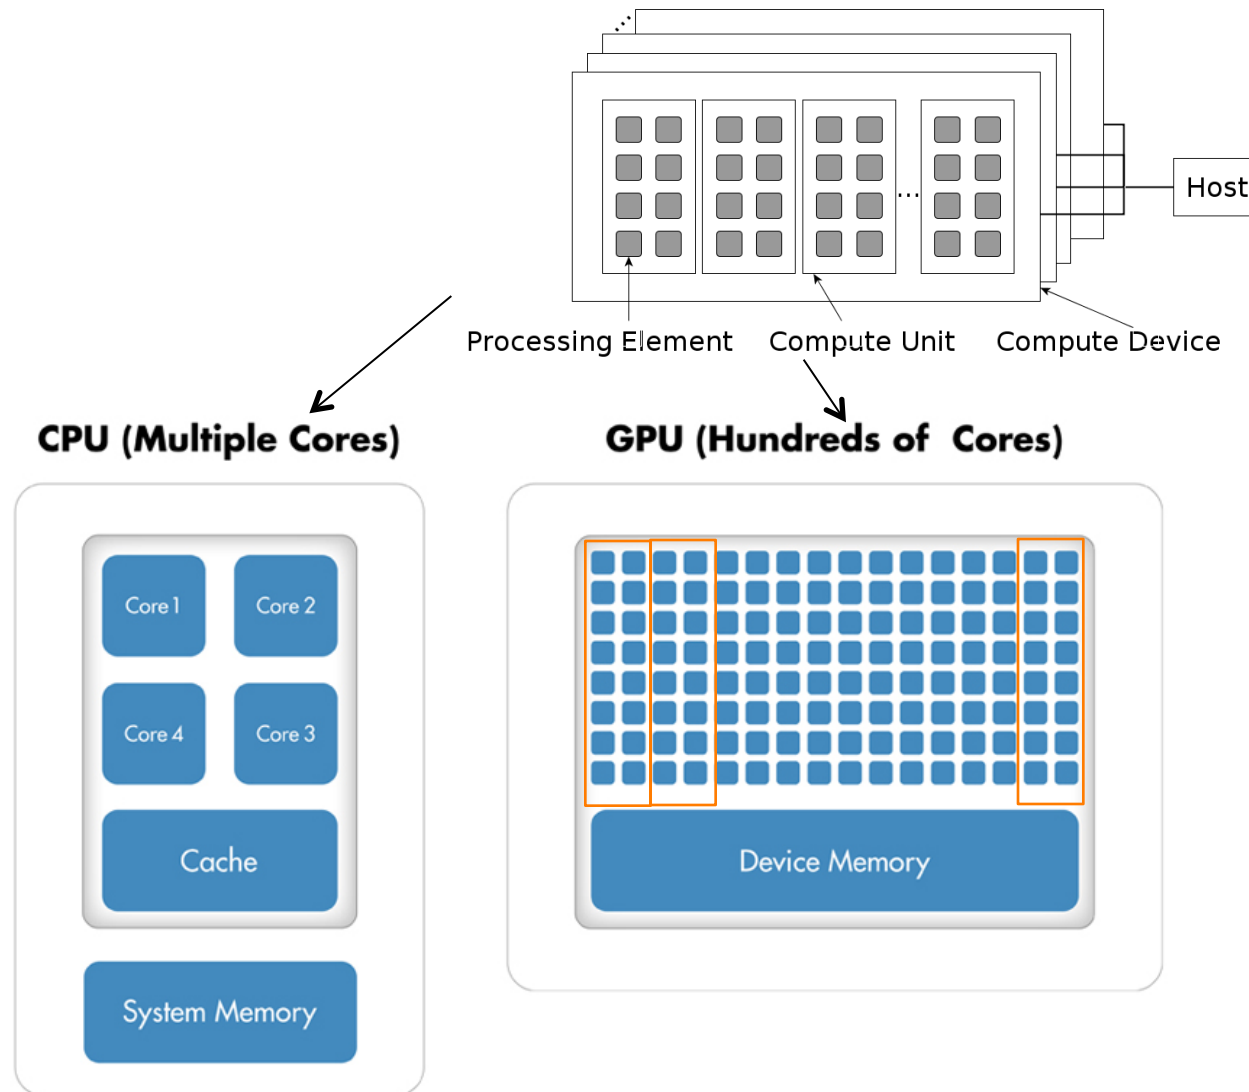 Host
Processing Element
Compute Unit
Compute Device
CPU (Multiple Cores)
GPU (Hundreds of Cores)
Core 1
Core 2
Core 4
Core 3
Cache
Device Memory
System Memory